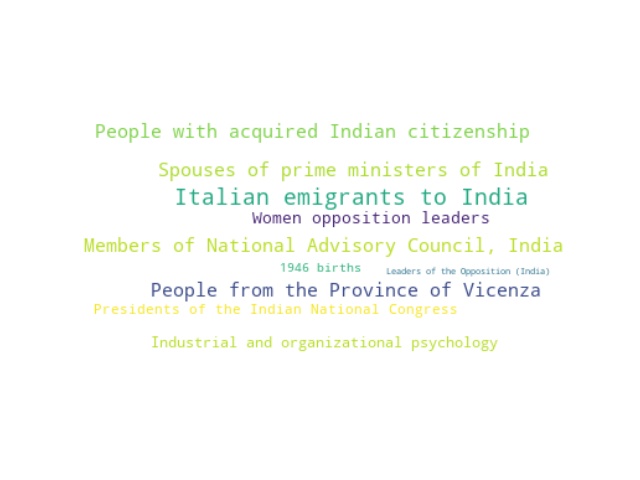 People with acquired Indian citizenship
Spouses of prime ministers of India
Italian emigrants to India
Women opposition leaders
Members of National Advisory Council, India
1946 births
Leaders of the Opposition (India)
People from the Province of Vicenza
Presidents of the Indian National Congress
Industrial and organizational psychology